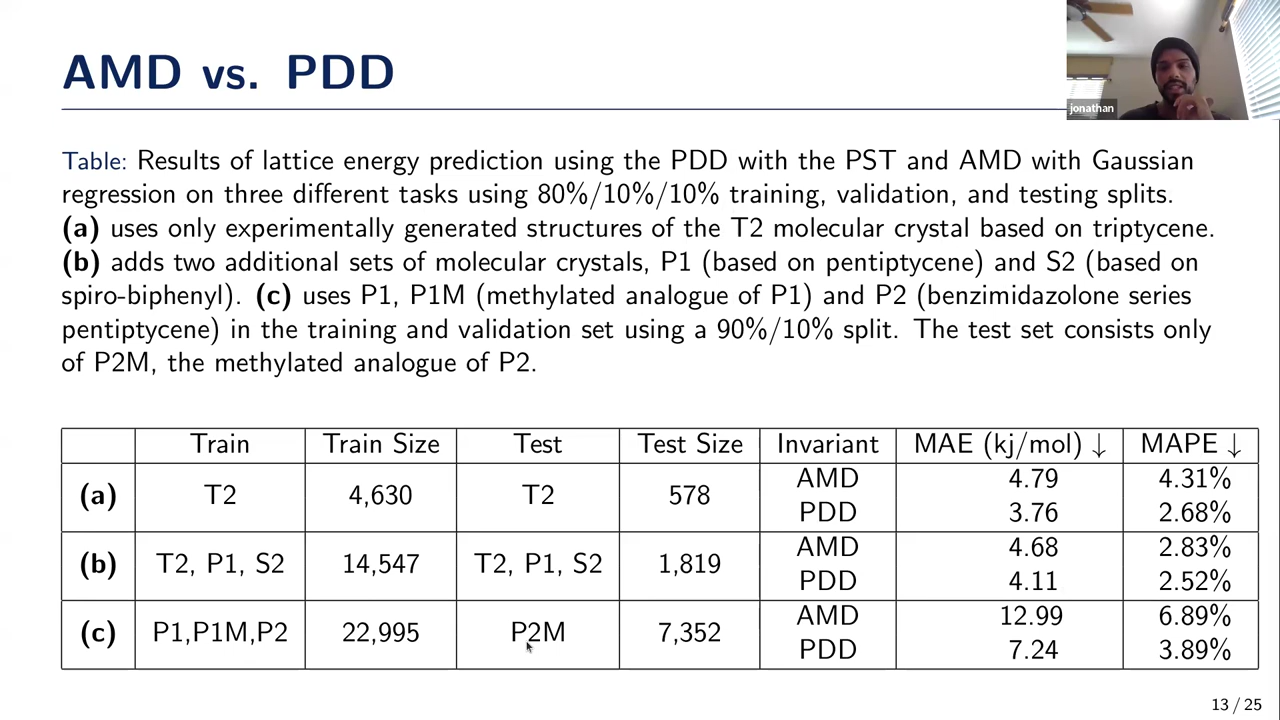 AMD vs. PDD
jonathan
Table: Results of lattice energy prediction using the PDD with the PST and AMD with Gaussian
regression on three different tasks using 80%/10%/10% training, validation, and testing splits.
(a) uses only experimentally generated structures of the T2 molecular crystal based on triptycene.
(b) adds two additional sets of molecular crystals, P1 (based on pentiptycene) and S2 (based on
spiro-biphenyl). (c) uses P1, P1M (methylated analogue of P1) and P2 (benzimidazolone series
pentiptycene) in the training and validation set using a 90%/10% split. The test set consists only
of P2M, the methylated analogue of P2.
Train Train Size Test Test Size Invariant MAE (kj/mol) ↓ MAPE ↓
(a) T2 4,630 T2 578 AMD 4.79 4.31%
PDD 3.76 2.68%
(b) T2, P1, S2 14,547 T2, P1, S2 1,819 AMD 4.68 2.83%
PDD 4.11 2.52%
(c) P1,P1M,P2 22,995 P2M 7,352 AMD 12.99 6.89%
PDD 7.24 3.89%
13 / 25